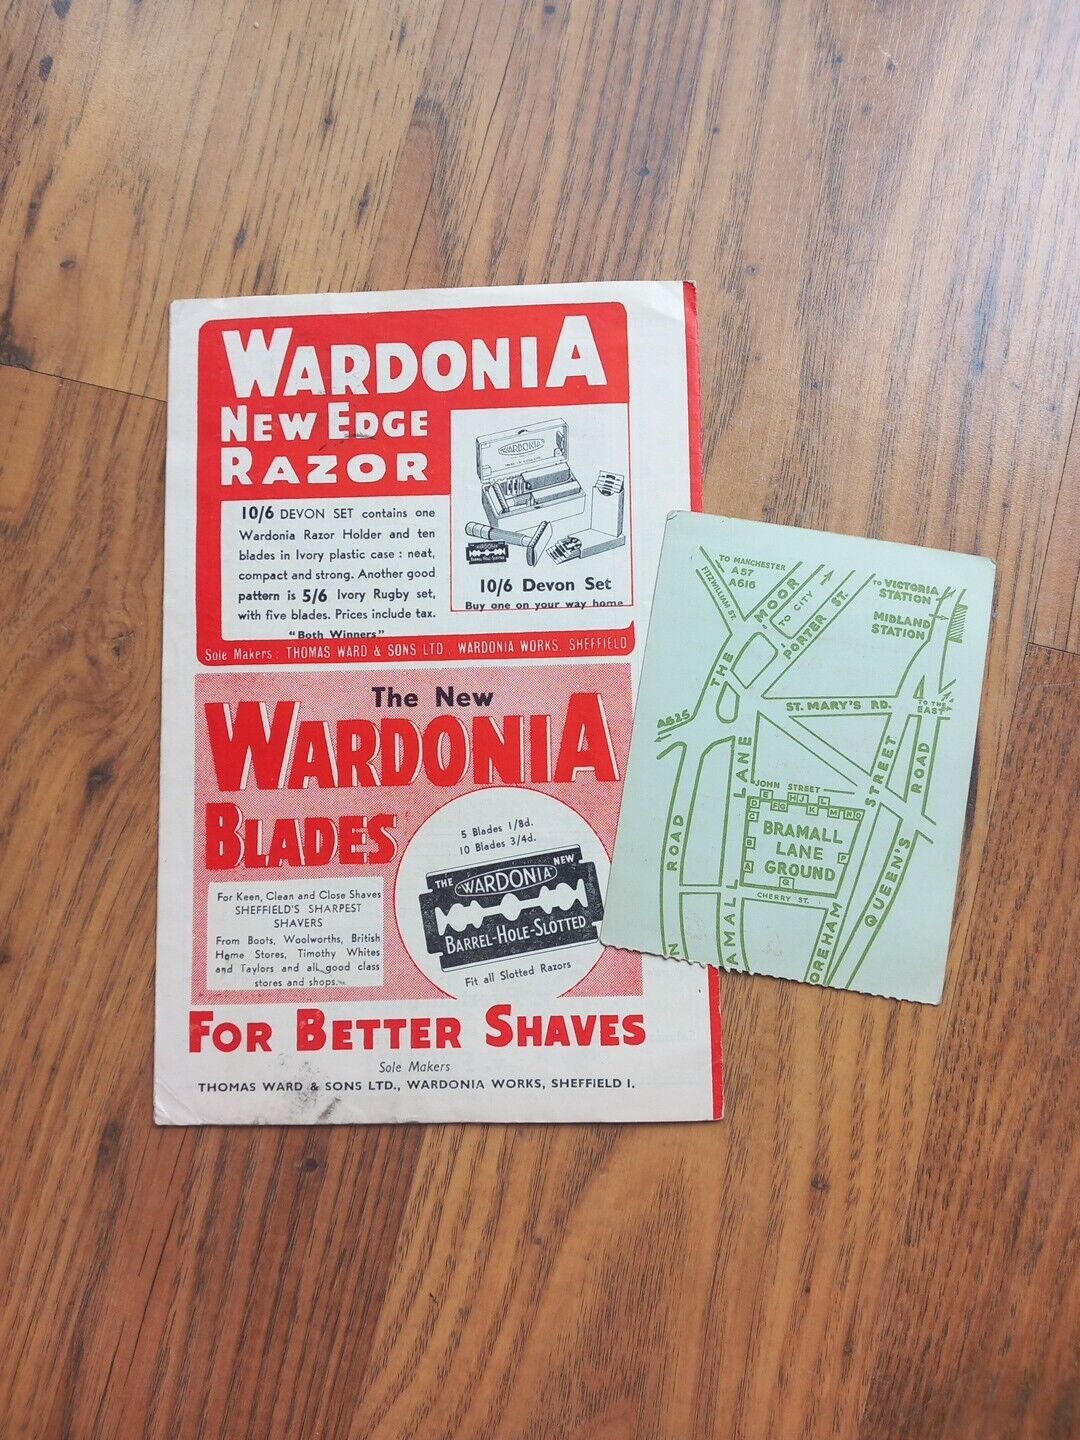 WARDONIA
NEW EDGE
RAZOR
10/6 DEVON SET contains one
Wardonia Razor Holder and ten
blades in Ivory plastic case : neat,
compact and strong. Another good
pattern is 5/6 Ivory Rugby set,
with five blades. Prices include tax.
"Both Winners"
WARDONIA
WARDONIA
10/6 Devon Set
Buy one on your way home
Sole Makers: THOMAS WARD & SONS LTD., WARDONIA WORKS, SHEFFIELD
The New
WARDONIA
BLADES
For Keen, Clean and Close Shaves
SHEFFIELD'S SHARPEST
SHAVERS
From Boots, Woolworths, British
Home Stores, Timothy Whites
and Taylors and all good class
stores and shops.
5 Blades 1/8d.
10 Blades 3/4d.
THE WARDONIA NEW
BARREL-HOLE-SLOTTED
Fit all Slotted Razors
FOR BETTER SHAVES
Sole Makers
THOMAS WARD & SONS LTD., WARDONIA WORKS, SHEFFIELD 1.
TO MANCHESTER
A57
A616
FITZWILLIAM ST.
THE MOOR
TO CITY
PORTER ST.
TO VICTORIA
STATION
MIDLAND
STATION
A625
ST. MARY'S RD.
TO THE
EAST
JOHN STREET
E H J L
D F G K M N O
C
B
A
P
Q
BRAMALL
LANE
GROUND
CHERRY ST.
N ROAD
AMALL LANE
OREHAM STREET
QUEEN'S ROAD